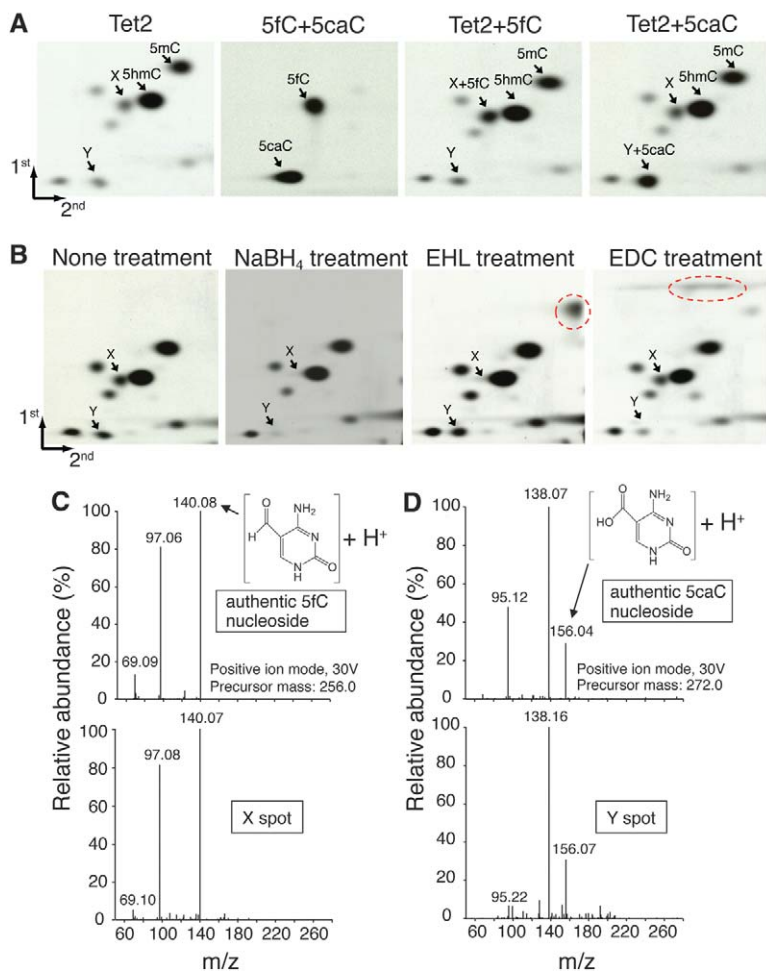 A
Tet2
5fC+5caC
Tet2+5fC
Tet2+5caC
5mC
X 5hmC
Y
5fC
5caC
5mC
X+5fC 5hmC
Y
5mC
X 5hmC
Y+5caC
1st
2nd
B
None treatment
NaBH4 treatment
EHL treatment
EDC treatment
X
Y
X
Y
X
Y
X
Y
1st
2nd
C
Relative abundance (%)
100
80
60
40
20
0
140.08
97.06
69.09
O NH2
H N
N
H O
+ H+
authentic 5fC
nucleoside
Positive ion mode, 30V
Precursor mass: 256.0
100
80
60
40
20
0
140.07
97.08
69.10
X spot
60 100 140 180 220 260
m/z
D
Relative abundance (%)
100
80
60
40
20
0
138.07
95.12
156.04
O NH2
HO N
N
H O
+ H+
authentic 5caC
nucleoside
Positive ion mode, 30V
Precursor mass: 272.0
100
80
60
40
20
0
138.16
156.07
95.22
Y spot
60 100 140 180 220 260
m/z